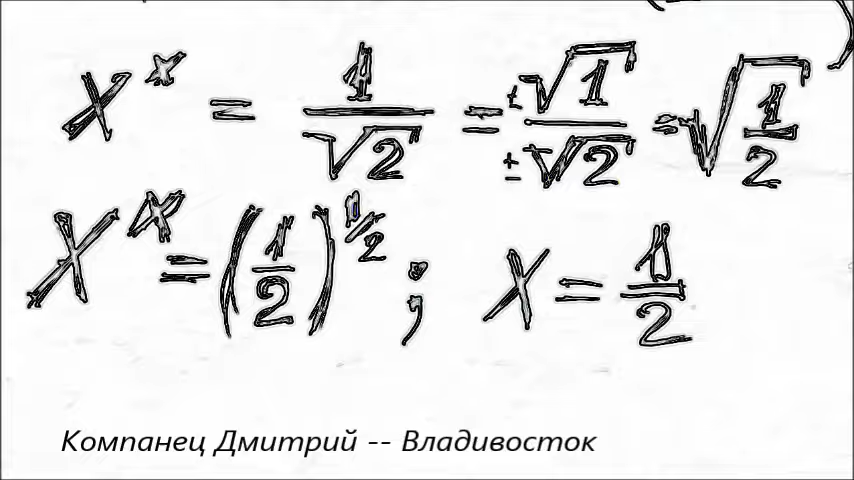 x^x = 1/√2 = ±√1/±√2 = √(1/2)
x^x = (1/2)^(1/2) ; x = 1/2
Компанец Дмитрий -- Владивосток